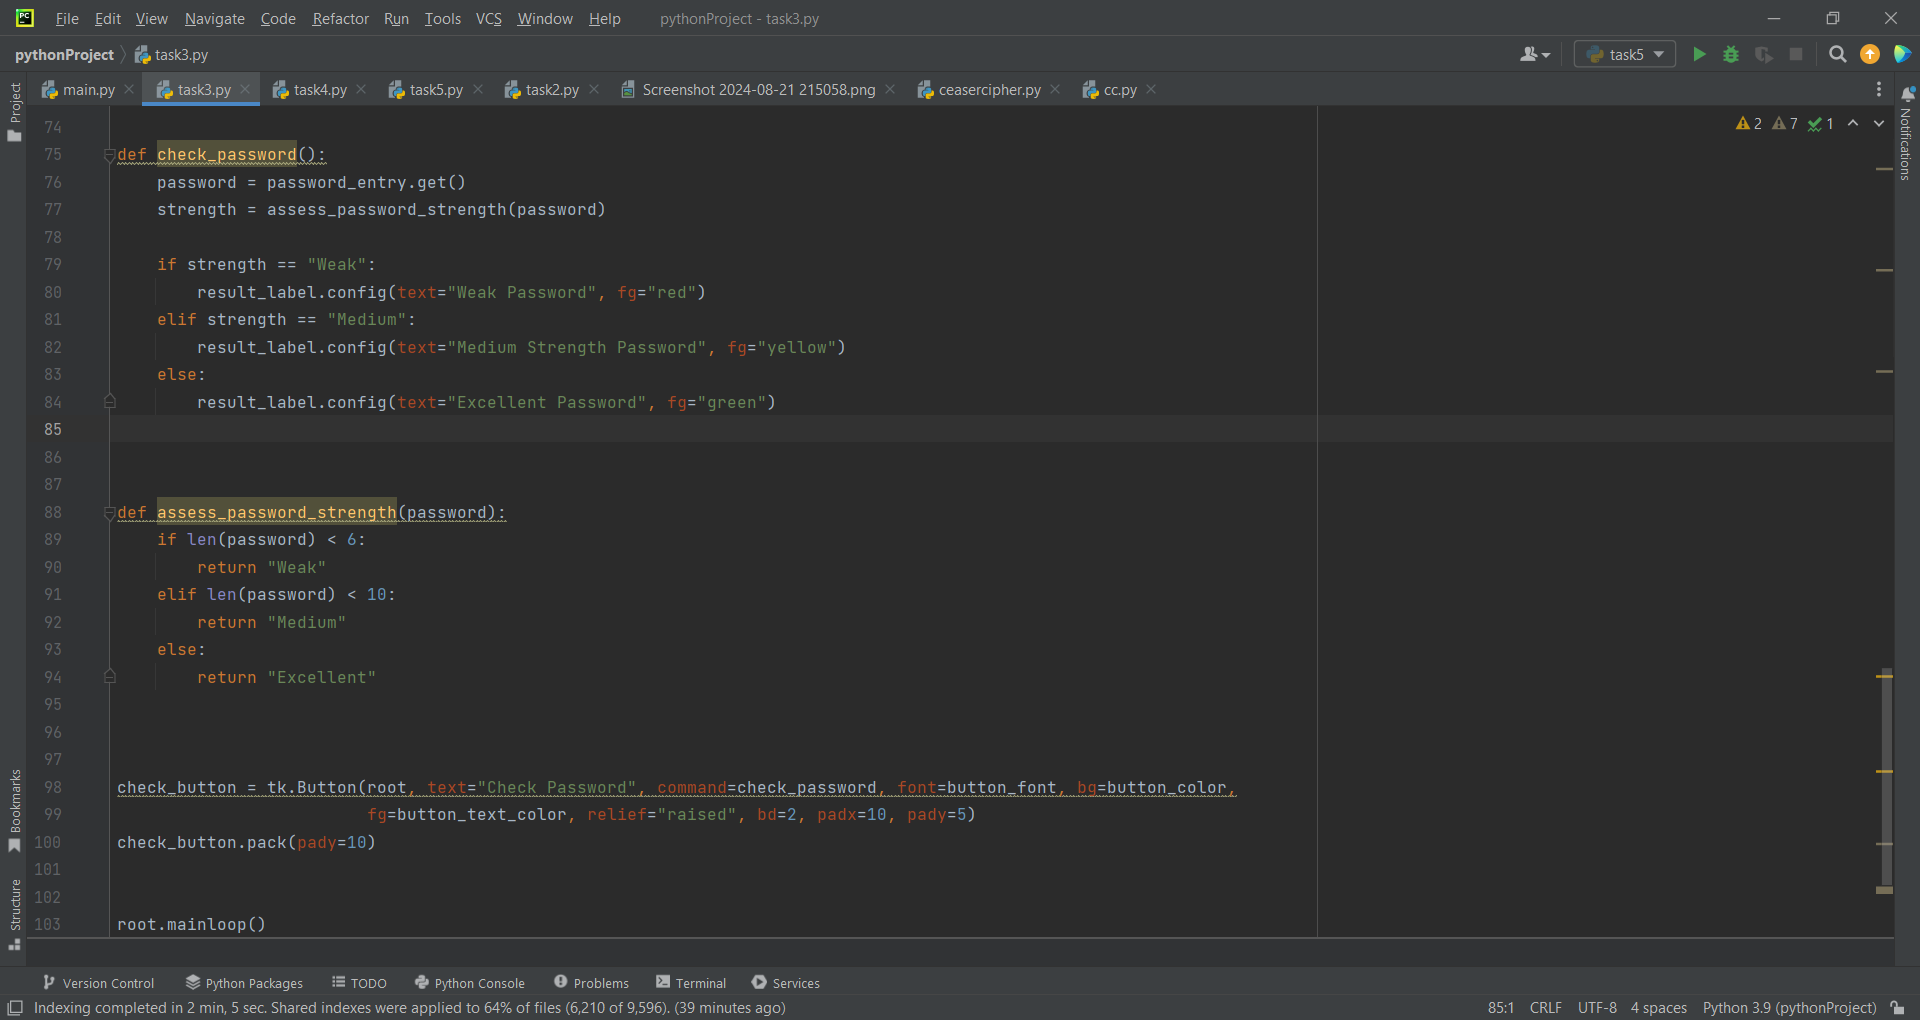 PC File Edit View Navigate Code Refactor Run Tools VCS Window Help pythonProject - task3.py
pythonProject task3.py task5
main.py task3.py task4.py task5.py task2.py Screenshot 2024-08-21 215058.png ceasercipher.py cc.py
Project
Notifications
Bookmarks
Structure
2 7 1
74
75 def check_password():
76     password = password_entry.get()
77     strength = assess_password_strength(password)
78
79     if strength == "Weak":
80         result_label.config(text="Weak Password", fg="red")
81     elif strength == "Medium":
82         result_label.config(text="Medium Strength Password", fg="yellow")
83     else:
84         result_label.config(text="Excellent Password", fg="green")
85
86
87
88 def assess_password_strength(password):
89     if len(password) < 6:
90         return "Weak"
91     elif len(password) < 10:
92         return "Medium"
93     else:
94         return "Excellent"
95
96
97
98 check_button = tk.Button(root, text="Check Password", command=check_password, font=button_font, bg=button_color,
99                          fg=button_text_color, relief="raised", bd=2, padx=10, pady=5)
100 check_button.pack(pady=10)
101
102
103 root.mainloop()
Version Control Python Packages TODO Python Console Problems Terminal Services
Indexing completed in 2 min, 5 sec. Shared indexes were applied to 64% of files (6,210 of 9,596). (39 minutes ago) 85:1 CRLF UTF-8 4 spaces Python 3.9 (pythonProject)